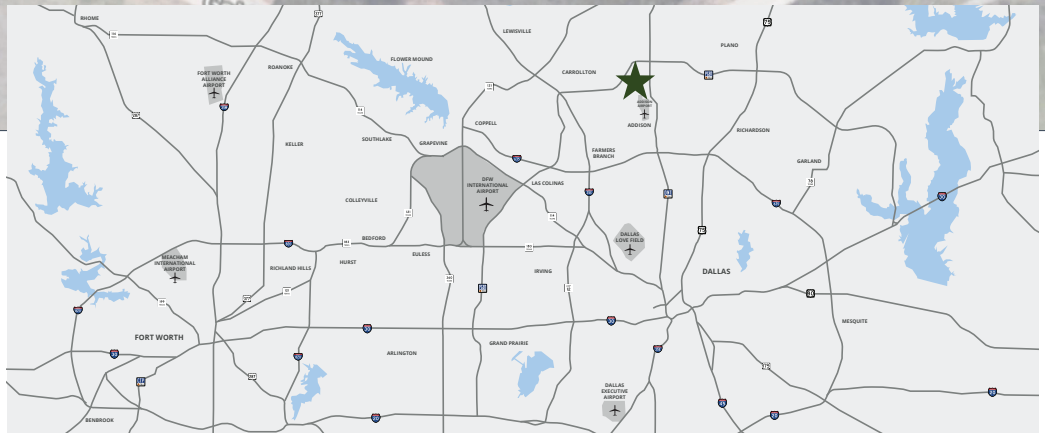 RHOME
LEWISVILLE
PLANO
FLOWER MOUND
ROANOKE
FORT WORTH
ALLIANCE
AIRPORT
CARROLLTON
ADDISON
AIRPORT
ADDISON
COPPELL
RICHARDSON
SOUTHLAKE
GRAPEVINE
KELLER
FARMERS
BRANCH
GARLAND
DFW
INTERNATIONAL
AIRPORT
LAS COLINAS
COLLEYVILLE
DALLAS
LOVE FIELD
BEDFORD
EULESS
MEACHAM
INTERNATIONAL
AIRPORT
HURST
RICHLAND HILLS
IRVING
DALLAS
MESQUITE
FORT WORTH
GRAND PRAIRIE
ARLINGTON
DALLAS
EXECUTIVE
AIRPORT
BENBROOK